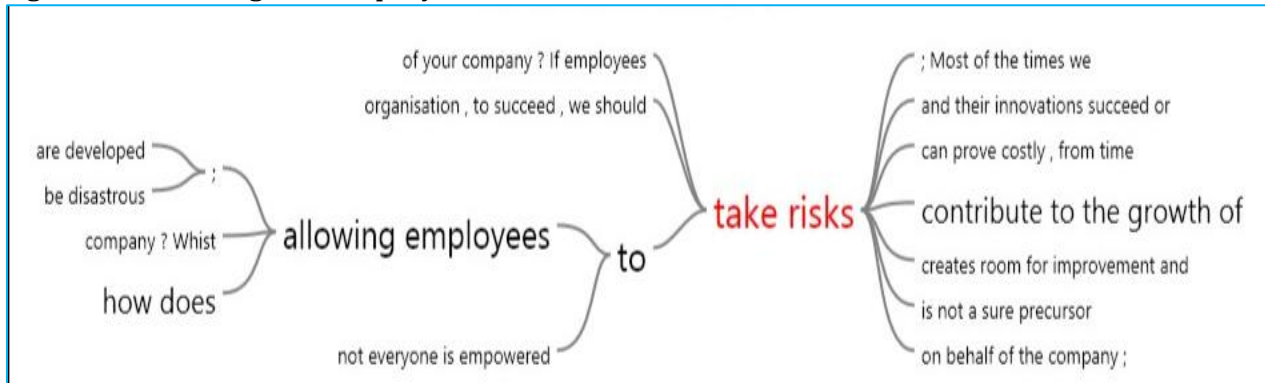 of your company ? If employees
organisation , to succeed , we should
are developed
be disastrous
;
company ? Whist
how does
allowing employees
to
not everyone is empowered
take risks
; Most of the times we
and their innovations succeed or
can prove costly , from time
contribute to the growth of
creates room for improvement and
is not a sure precursor
on behalf of the company ;